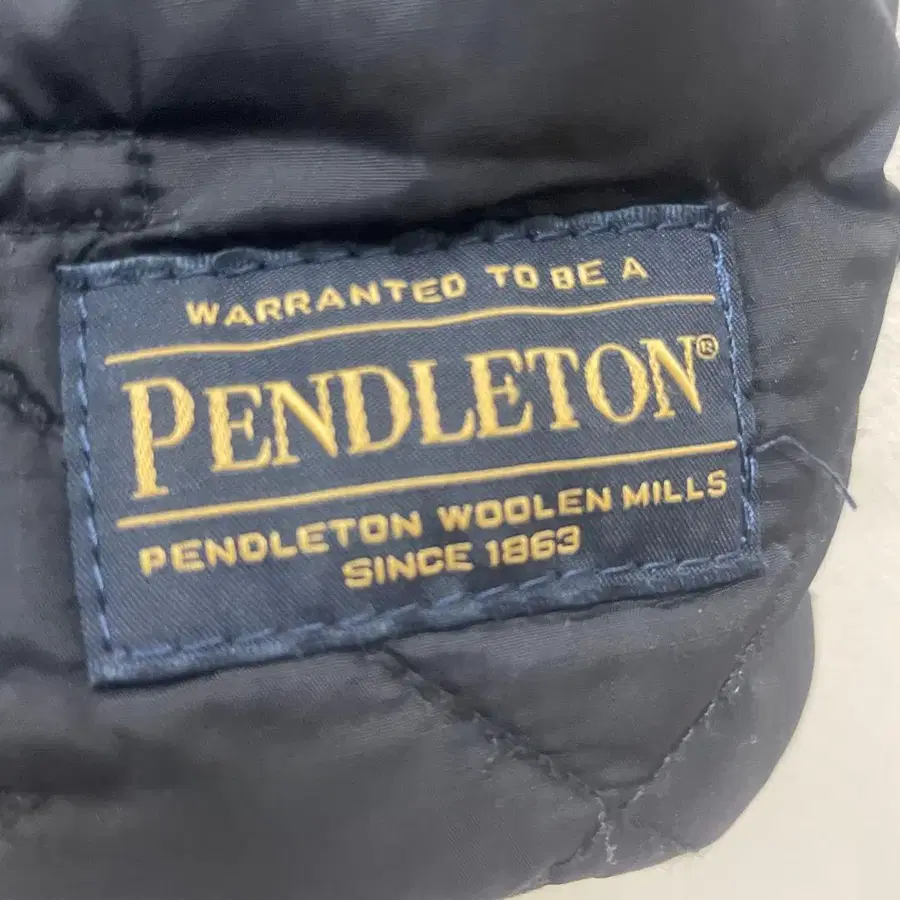 WARRANTED TO BE A
PENDLETON®
PENDLETON WOOLEN MILLS
SINCE 1863